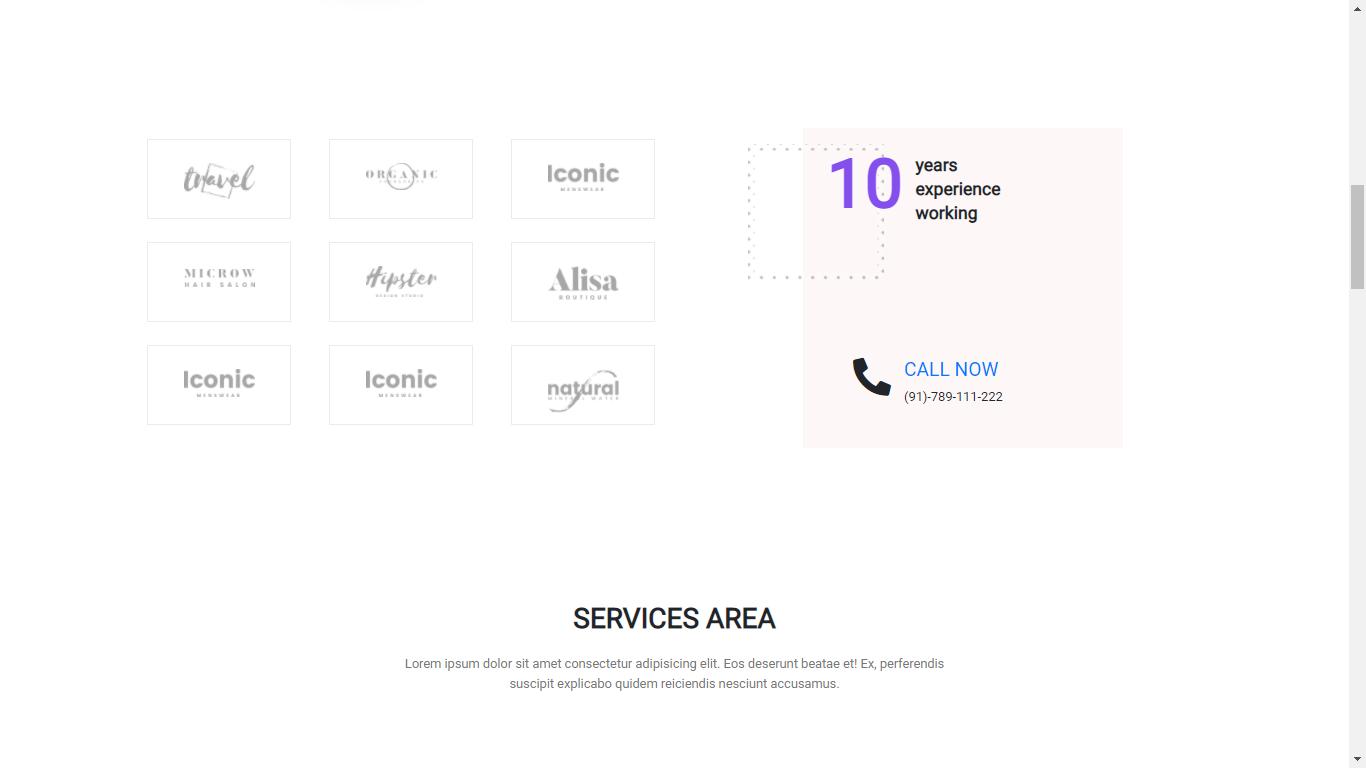 travel
ORGANIC
Iconic
MENSWEAR
MICROW
HAIR SALON
Hipster
DESIGN STUDIO
Alisa
BOUTIQUE
Iconic
MENSWEAR
Iconic
MENSWEAR
natural
MINERAL WATER
10
years
experience
working
CALL NOW
(91)-789-111-222
SERVICES AREA
Lorem ipsum dolor sit amet consectetur adipisicing elit. Eos deserunt beatae et! Ex, perferendis
suscipit explicabo quidem reiciendis nesciunt accusamus.